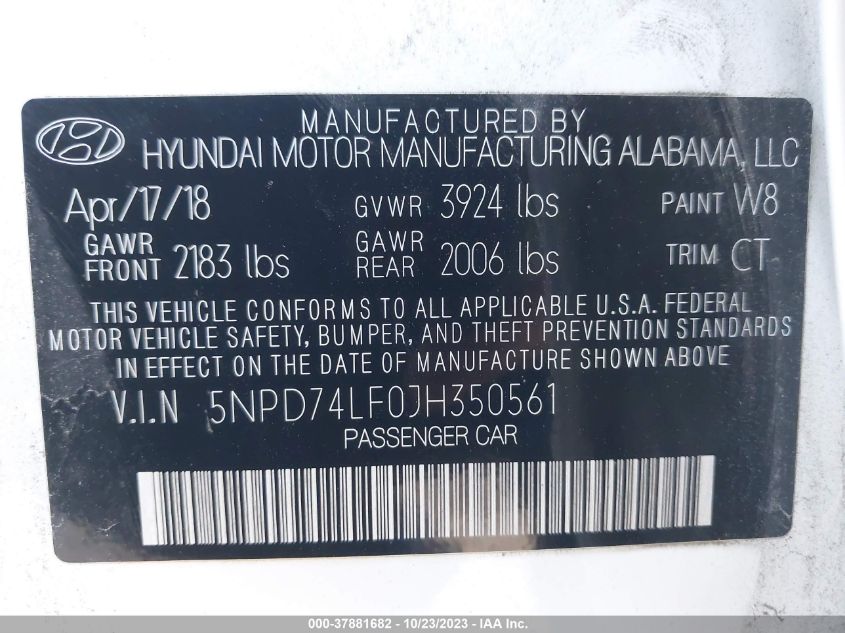 MANUFACTURED BY
HYUNDAI MOTOR MANUFACTURING ALABAMA, LLC
Apr/17/18 GVWR 3924 lbs PAINT W8
GAWR FRONT 2183 lbs GAWR REAR 2006 lbs TRIM CT
THIS VEHICLE CONFORMS TO ALL APPLICABLE U.S.A. FEDERAL
MOTOR VEHICLE SAFETY, BUMPER, AND THEFT PREVENTION STANDARDS
IN EFFECT ON THE DATE OF MANUFACTURE SHOWN ABOVE
V.I.N 5NPD74LF0JH350561
PASSENGER CAR
000-37881682 - 10/23/2023 - IAA Inc.